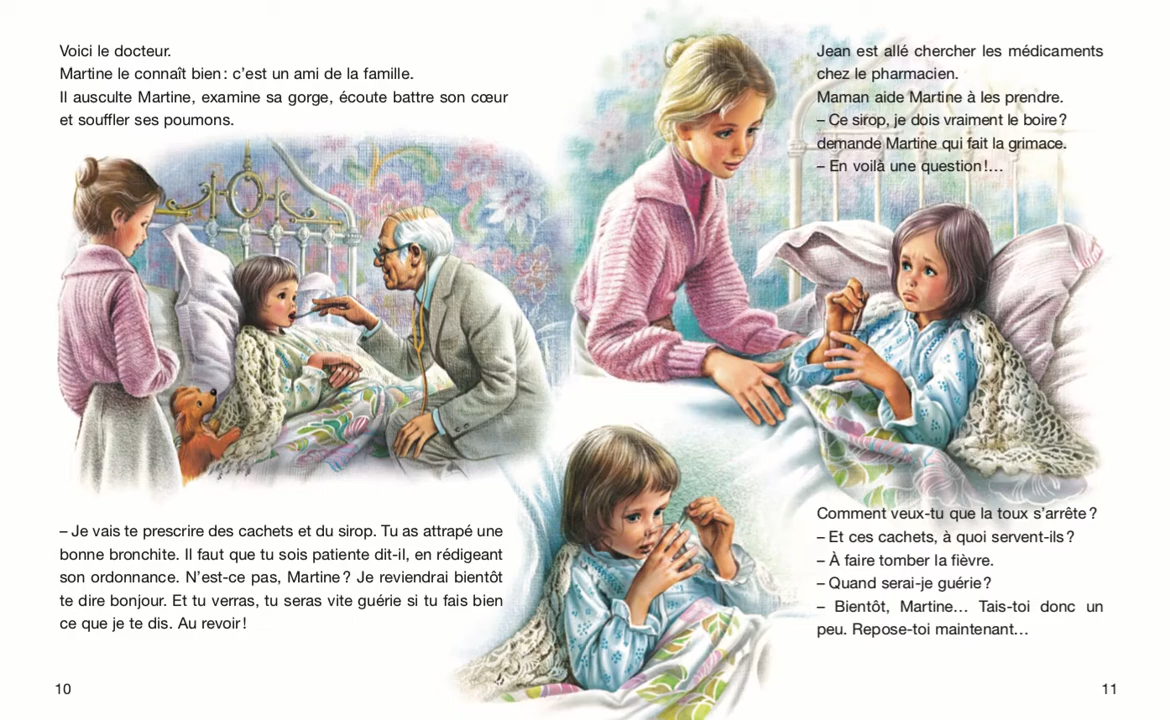 Voici le docteur.
Martine le connaît bien : c’est un ami de la famille.
Il ausculte Martine, examine sa gorge, écoute battre son cœur
et souffler ses poumons.
– Je vais te prescrire des cachets et du sirop. Tu as attrapé une
bonne bronchite. Il faut que tu sois patiente dit-il, en rédigeant
son ordonnance. N’est-ce pas, Martine ? Je reviendrai bientôt
te dire bonjour. Et tu verras, tu seras vite guérie si tu fais bien
ce que je te dis. Au revoir !
10
Jean est allé chercher les médicaments
chez le pharmacien.
Maman aide Martine à les prendre.
– Ce sirop, je dois vraiment le boire ?
demande Martine qui fait la grimace.
– En voilà une question !…
Comment veux-tu que la toux s’arrête ?
– Et ces cachets, à quoi servent-ils ?
– À faire tomber la fièvre.
– Quand serai-je guérie ?
– Bientôt, Martine… Tais-toi donc un
peu. Repose-toi maintenant…
11